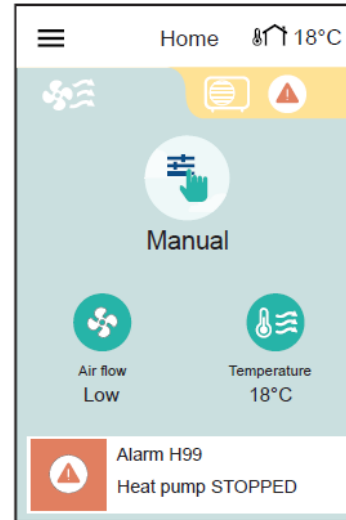 Home 18°C
Manual
Air flow Temperature
Low 18°C
Alarm H99
Heat pump STOPPED